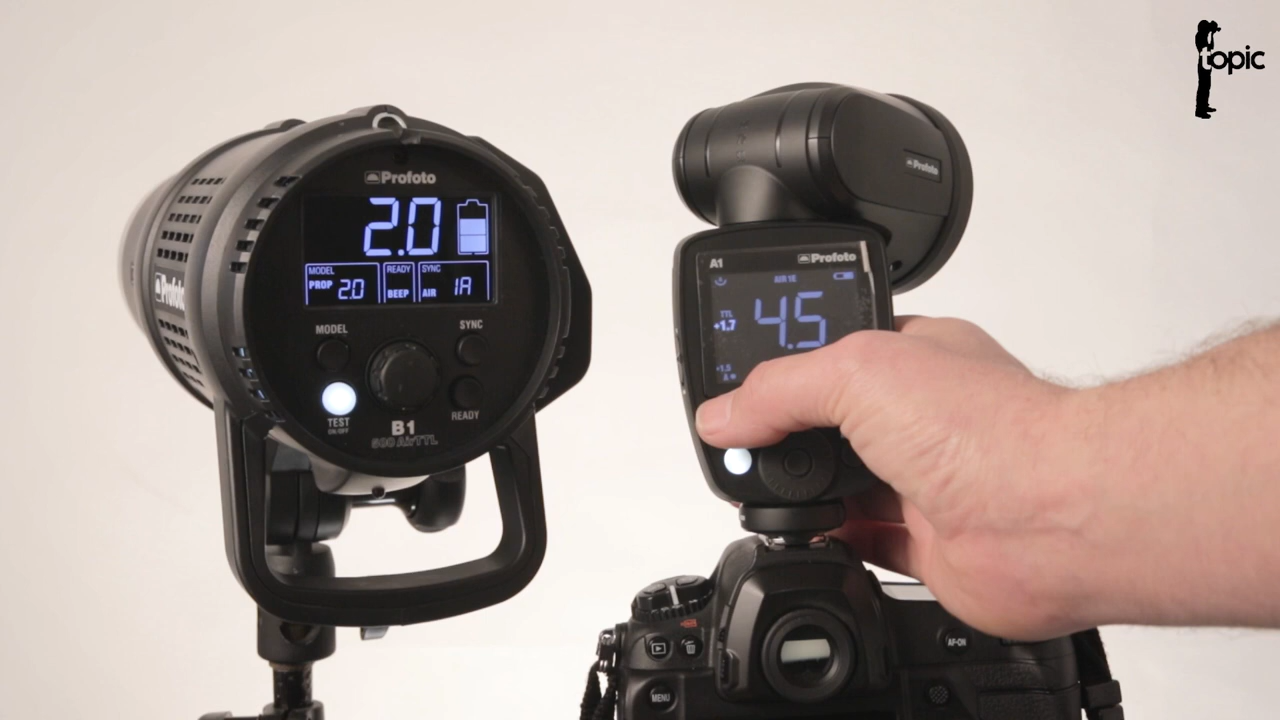 topic
Profoto
2.0
MODEL
PROP 2.0
READY
BEEP
SYNC
AIR 1A
MODEL
SYNC
TEST
ON/OFF
READY
B1
500 AirTTL
Profoto
Profoto
A1
Profoto
AIR
TTL
+1.7
4.5
MENU
AF-ON